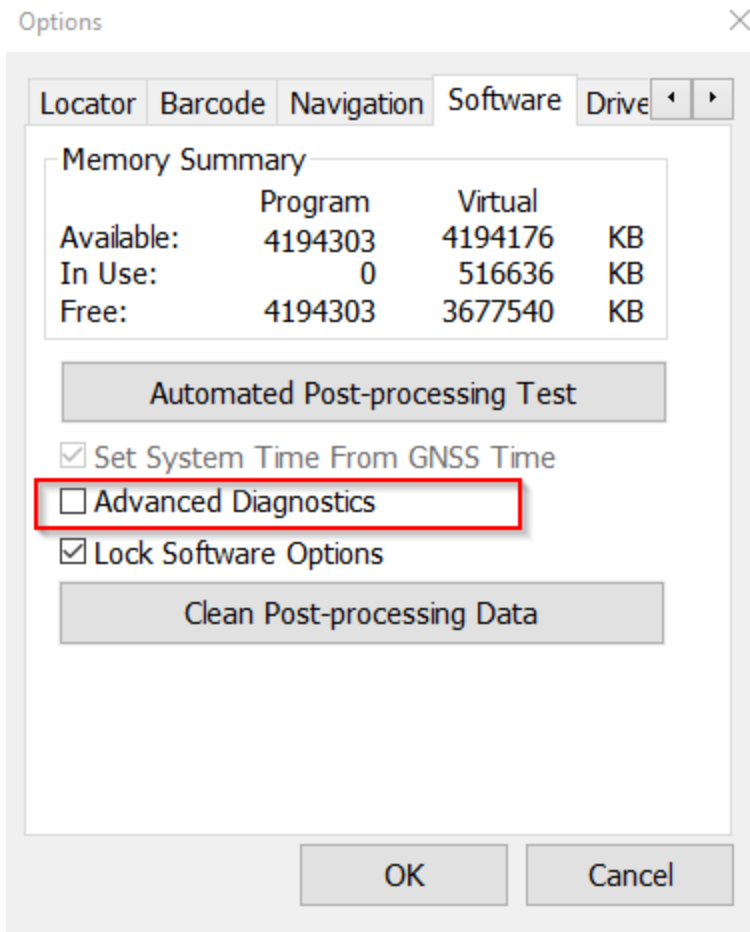 Options
Locator Barcode Navigation Software Drive
Memory Summary
Program Virtual
Available: 4194303 4194176 KB
In Use: 0 516636 KB
Free: 4194303 3677540 KB
Automated Post-processing Test
Set System Time From GNSS Time
Advanced Diagnostics
Lock Software Options
Clean Post-processing Data
OK Cancel